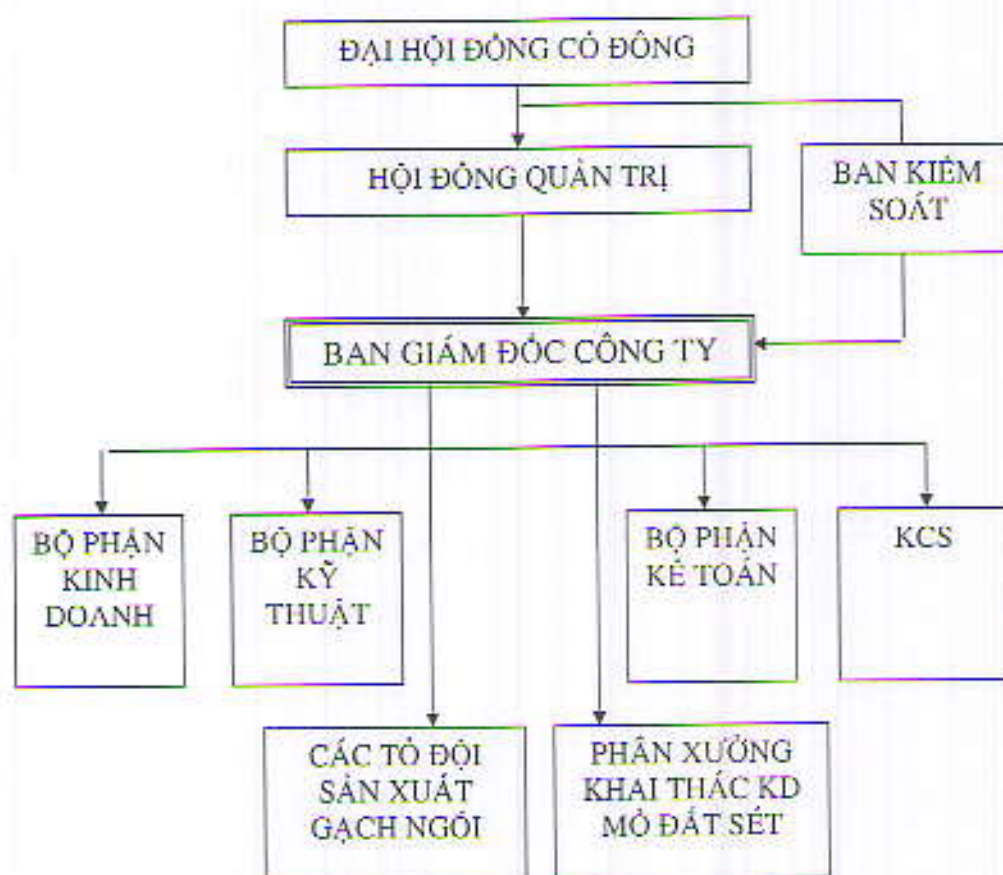 ĐẠI HỘI ĐỒNG CỔ ĐÔNG
HỘI ĐỒNG QUẢN TRỊ
BAN KIỂM
SOÁT
BAN GIÁM ĐỐC CÔNG TY
BỘ PHẬN
KINH
DOANH
BỘ PHẬN
KỸ
THUẬT
BỘ PHẬN
KẾ TOÁN
KCS
CÁC TỔ ĐỘI
SẢN XUẤT
GẠCH NGÓI
PHÂN XƯỞNG
KHAI THÁC KD
MỎ ĐẤT SÉT